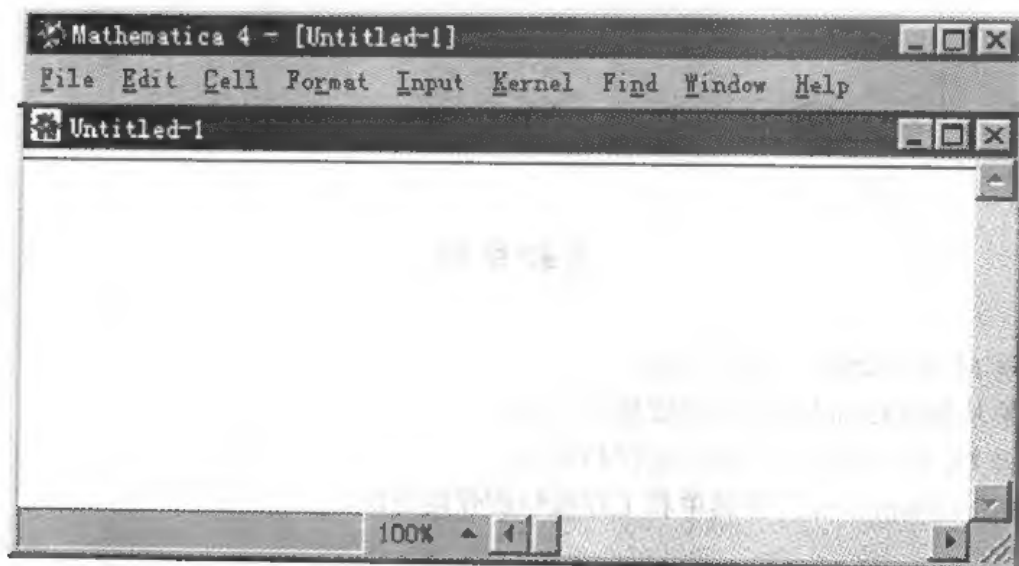 Mathematica 4 - [Untitled-1]
File Edit Cell Format Input Kernel Find Window Help
Untitled-1
100%